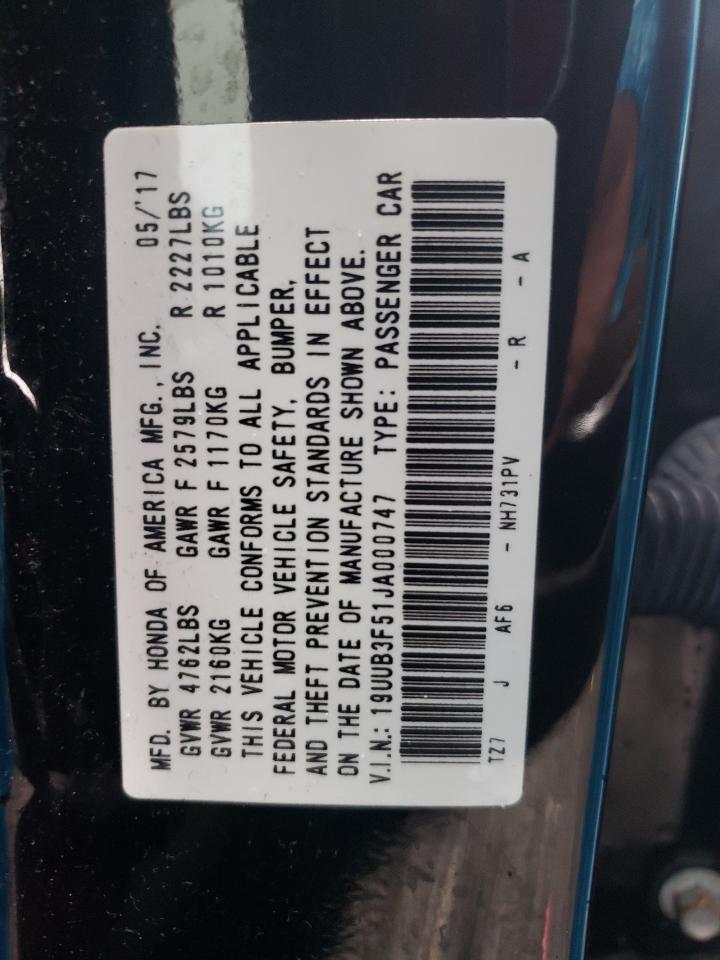 MFD. BY HONDA OF AMERICA MFG., INC. 05/'17
GVWR 4762LBS GAWR F 2579LBS R 2227LBS
GVWR 2160KG GAWR F 1170KG R 1010KG
THIS VEHICLE CONFORMS TO ALL APPLICABLE
FEDERAL MOTOR VEHICLE SAFETY, BUMPER,
AND THEFT PREVENTION STANDARDS IN EFFECT
ON THE DATE OF MANUFACTURE SHOWN ABOVE.
V.I.N.: 19UUB3F51JA000747 TYPE: PASSENGER CAR
TZ7 J AF6 - NH731PV - R - A